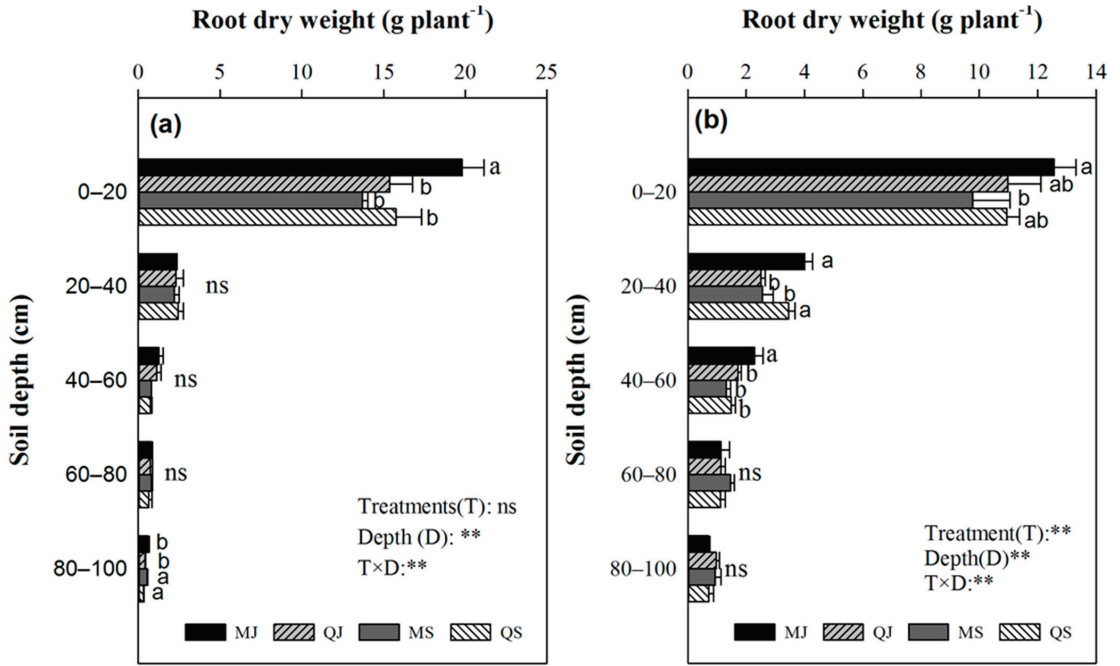 Root dry weight (g plant⁻¹)
0 5 10 15 20 25
(a)
Soil depth (cm)
0–20
a
b
b
b
20–40
ns
40–60
ns
60–80
ns
80–100
b
b
a
a
Treatments(T): ns
Depth (D): **
T×D:**
MJ QJ MS QS
Root dry weight (g plant⁻¹)
0 2 4 6 8 10 12 14
(b)
Soil depth (cm)
0–20
a
ab
b
ab
20–40
a
b
b
a
40–60
a
b
b
b
60–80
ns
80–100
ns
Treatment(T):**
Depth(D)**
T×D:**
MJ QJ MS QS